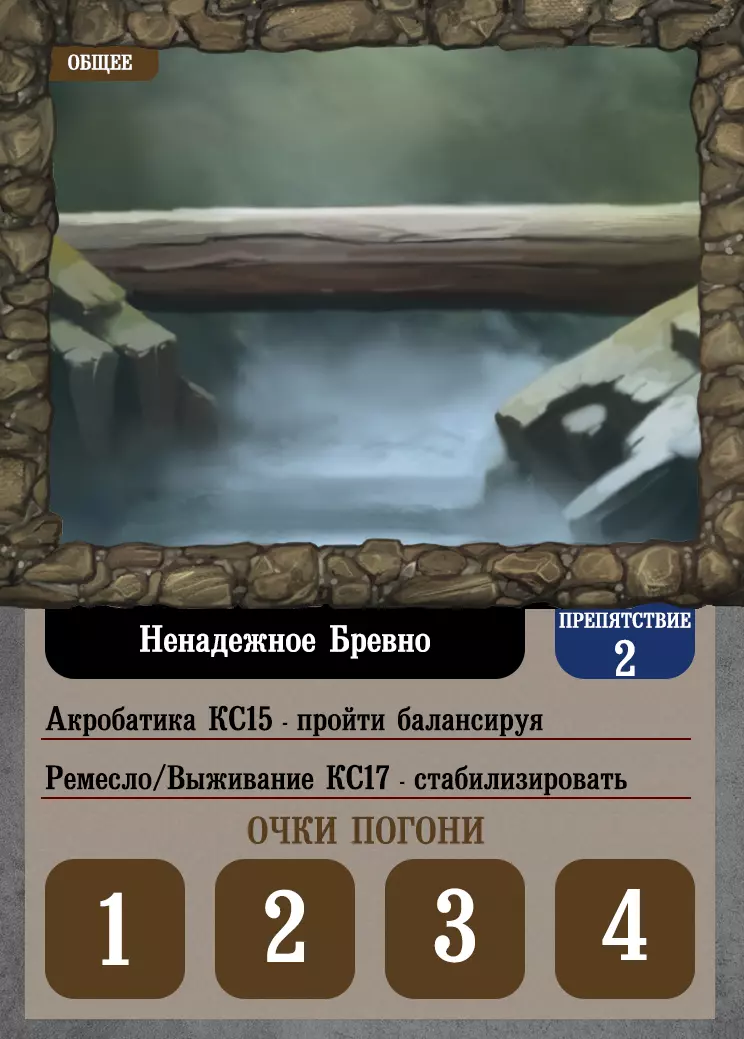 ОБЩЕЕ
Ненадежное Бревно
ПРЕПЯТСТВИЕ
2
Акробатика КС15 - пройти балансируя
Ремесло/Выживание КС17 - стабилизировать
ОЧКИ ПОГОНИ
1 2 3 4